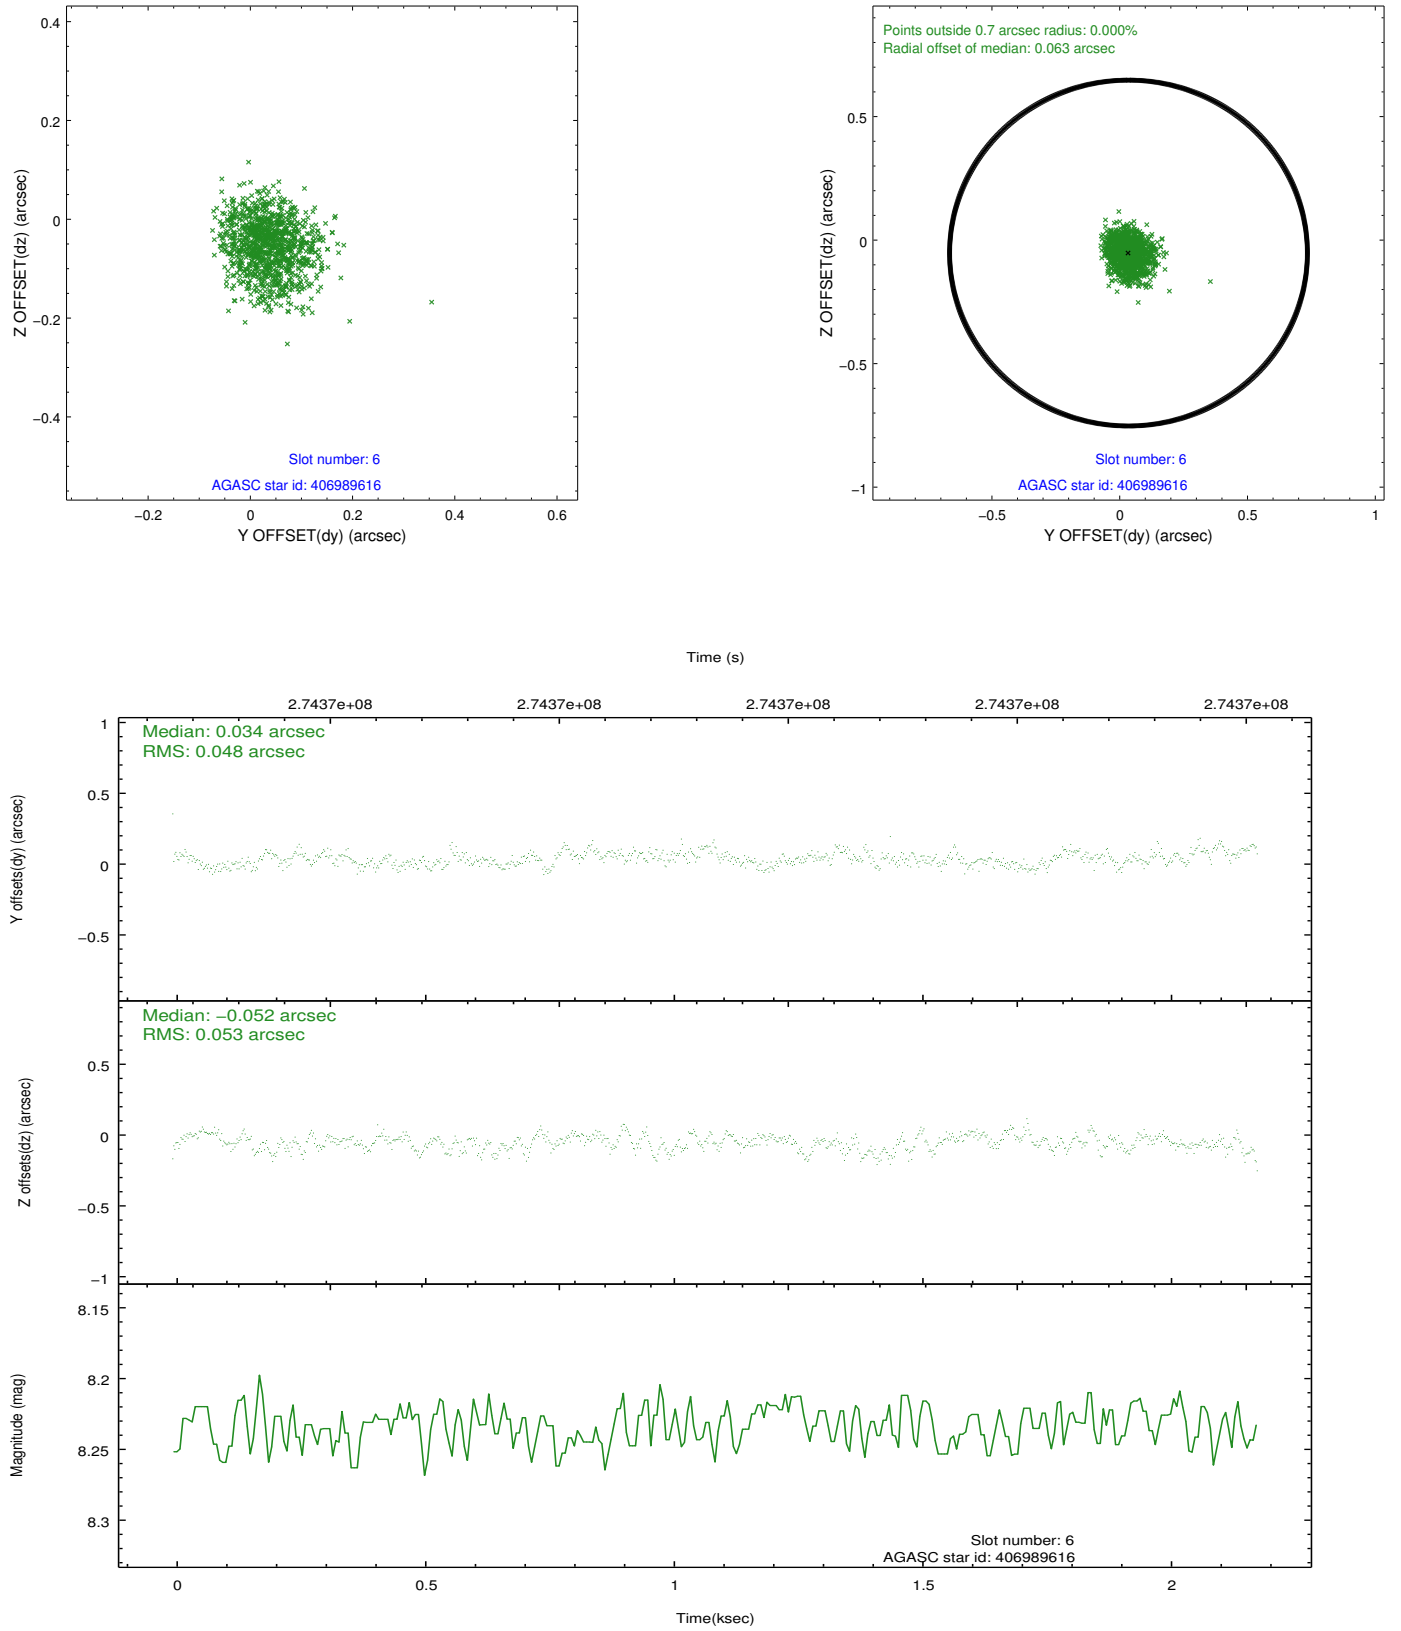 0.4
0.2
0
−0.2
−0.4
Z OFFSET(dz) (arcsec)
Slot number: 6
AGASC star id: 406989616
−0.2 0 0.2 0.4 0.6
Y OFFSET(dy) (arcsec)
Points outside 0.7 arcsec radius: 0.000%
Radial offset of median: 0.063 arcsec
0.5
0
−0.5
−1
Z OFFSET(dz) (arcsec)
Slot number: 6
AGASC star id: 406989616
−0.5 0 0.5 1
Y OFFSET(dy) (arcsec)
Time (s)
2.7437e+08 2.7437e+08 2.7437e+08 2.7437e+08 2.7437e+08
Median: 0.034 arcsec
RMS: 0.048 arcsec
1
0.5
0
−0.5
Y offsets(dy) (arcsec)
Median: −0.052 arcsec
RMS: 0.053 arcsec
0.5
0
−0.5
−1
Z offsets(dz) (arcsec)
8.15
8.2
8.25
8.3
Magnitude (mag)
Slot number: 6
AGASC star id: 406989616
0 0.5 1 1.5 2
Time(ksec)